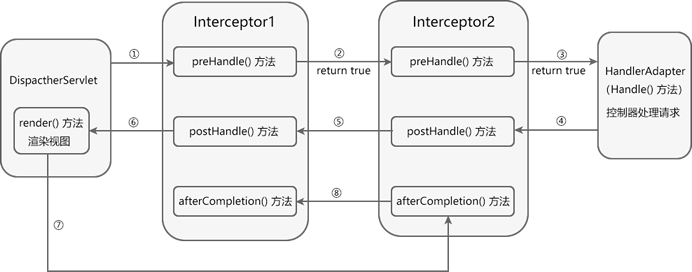 Interceptor1
Interceptor2
DispactherServlet
①
preHandle() 方法
②
return true
preHandle() 方法
③
return true
HandlerAdapter
(Handle() 方法)
控制器处理请求
render() 方法
渲染视图
⑥
postHandle() 方法
⑤
postHandle() 方法
④
afterCompletion() 方法
⑧
afterCompletion() 方法
⑦